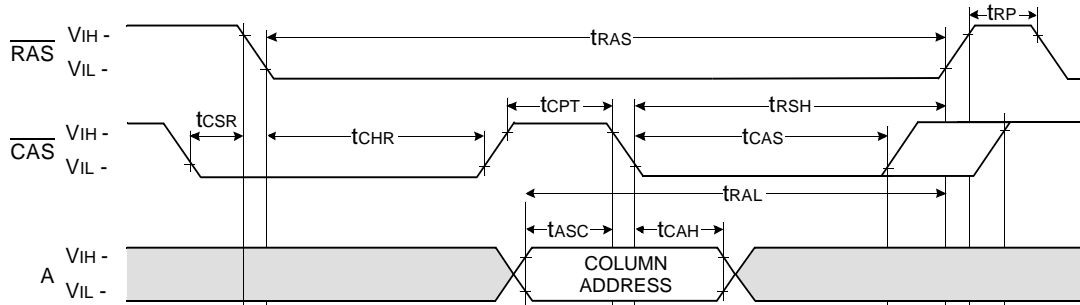 tRP
RAS VIH -
VIL -
tRAS
tCSR
tCPT
tRSH
CAS VIH -
VIL -
tCHR
tCAS
tRAL
tASC
tCAH
A VIH -
VIL -
COLUMN
ADDRESS